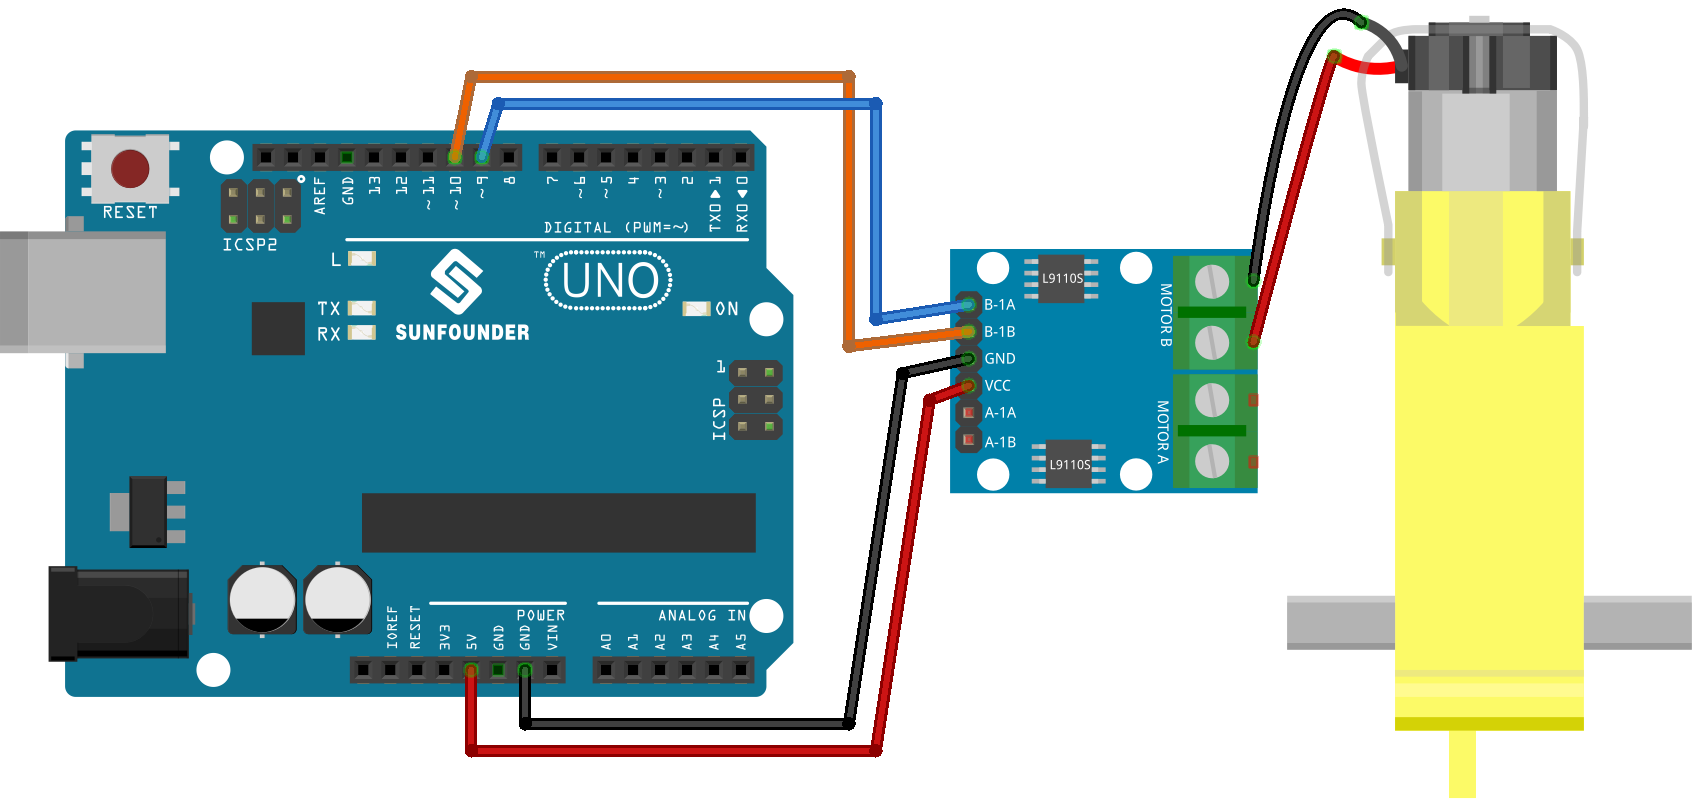 RESET
ICSP2
AREF
GND
13
12
~11
~10
~9
8
7
~6
~5
4
~3
2
TX0▶1
RX0◀0
DIGITAL (PWM=~)
L
TX
RX
SUNFOUNDER
™
UNO
ON
1
ICSP
IOREF
RESET
3V3
5V
GND
GND
VIN
POWER
ANALOG IN
A0
A1
A2
A3
A4
A5
L9110S
B-1A
B-1B
GND
VCC
A-1A
A-1B
MOTOR B
MOTOR A
L9110S